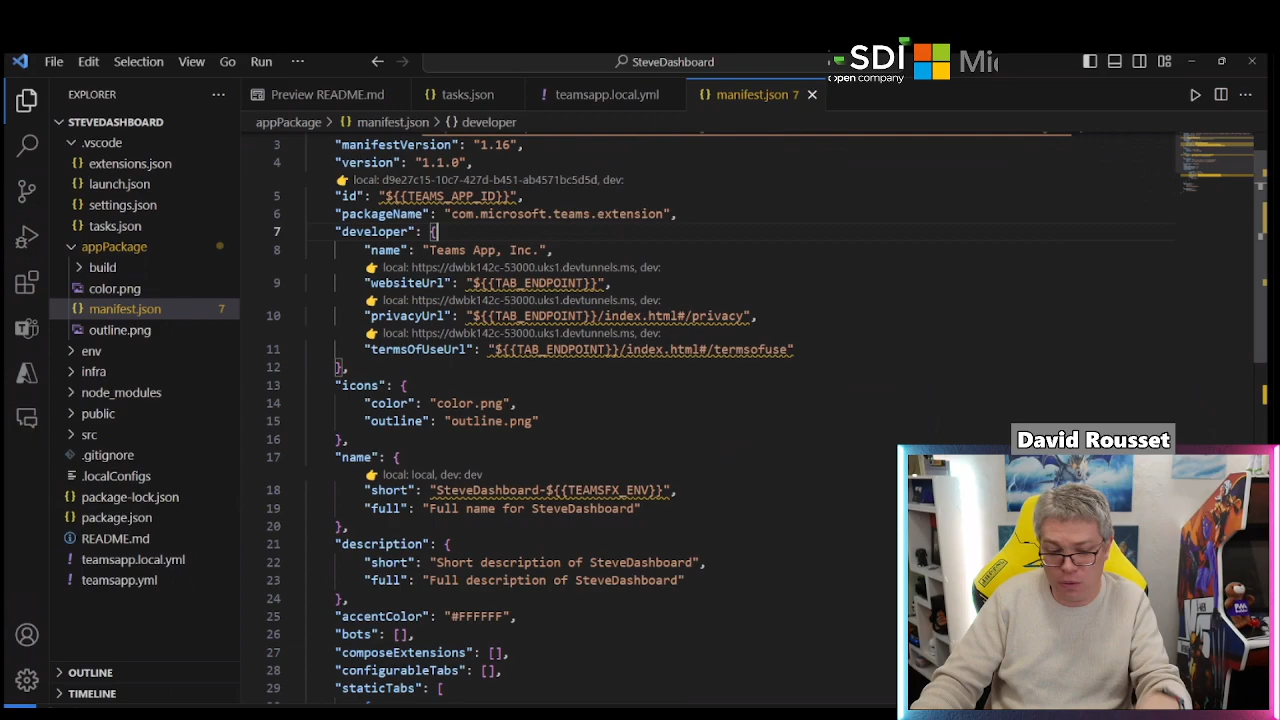 SDI
open company
Mic
File Edit Selection View Go Run ···
SteveDashboard
EXPLORER
Preview README.md
tasks.json
teamsapp.local.yml
manifest.json 7
appPackage > manifest.json > developer
STEVEDASHBOARD
.vscode
extensions.json
launch.json
settings.json
tasks.json
appPackage
build
color.png
manifest.json 7
outline.png
env
infra
node_modules
public
src
.gitignore
.localConfigs
package-lock.json
package.json
README.md
teamsapp.local.yml
teamsapp.yml
OUTLINE
TIMELINE
3 "manifestVersion": "1.16",
4 "version": "1.1.0",
local: d9e27c15-10c7-427d-b451-ab4571bc5d5d, dev:
5 "id": "${{TEAMS_APP_ID}}",
6 "packageName": "com.microsoft.teams.extension",
7 "developer": {
8 "name": "Teams App, Inc.",
local: https://dwbk142c-53000.uks1.devtunnels.ms, dev:
9 "websiteUrl": "${{TAB_ENDPOINT}}",
local: https://dwbk142c-53000.uks1.devtunnels.ms, dev:
10 "privacyUrl": "${{TAB_ENDPOINT}}/index.html#/privacy",
local: https://dwbk142c-53000.uks1.devtunnels.ms, dev:
11 "termsOfUseUrl": "${{TAB_ENDPOINT}}/index.html#/termsofuse"
12 },
13 "icons": {
14 "color": "color.png",
15 "outline": "outline.png"
16 },
17 "name": {
local: local, dev: dev
18 "short": "SteveDashboard-${{TEAMSFX_ENV}}",
19 "full": "Full name for SteveDashboard"
20 },
21 "description": {
22 "short": "Short description of SteveDashboard",
23 "full": "Full description of SteveDashboard"
24 },
25 "accentColor": "#FFFFFF",
26 "bots": [],
27 "composeExtensions": [],
28 "configurableTabs": [],
29 "staticTabs": [
David Rousset